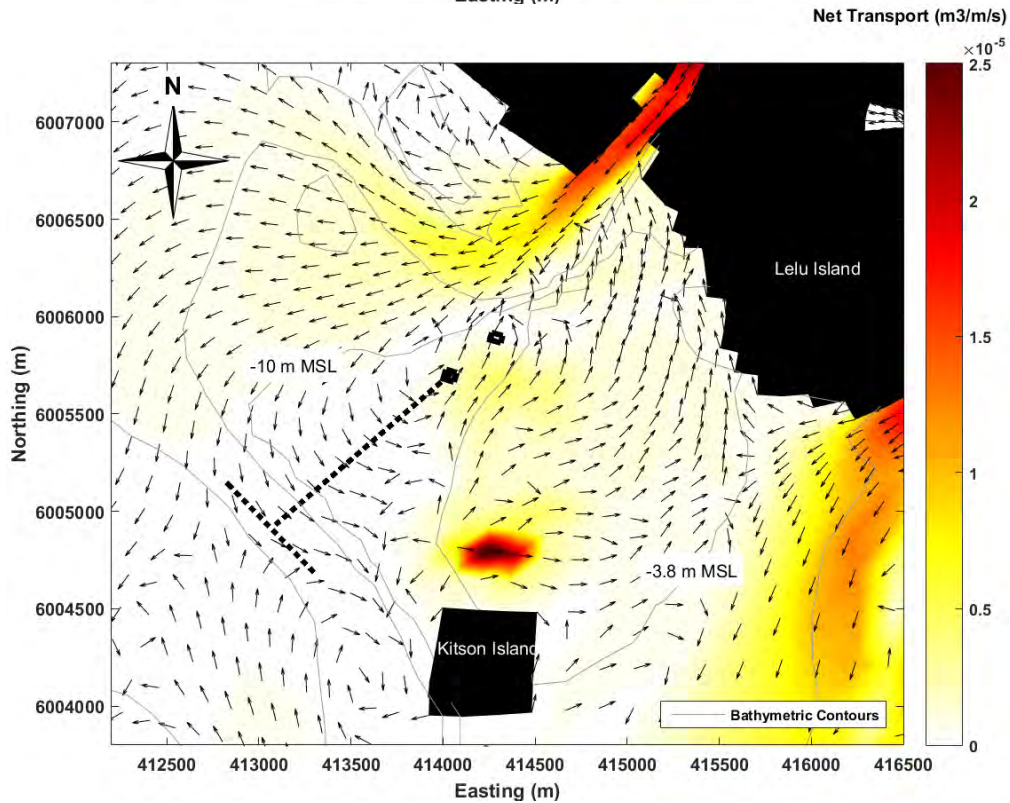 Easting (m)
Net Transport (m3/m/s)
×10-5
2.5
N
6007000
2
6006500
Lelu Island
6006000
1.5
-10 m MSL
Northing (m)
6005500
1
6005000
-3.8 m MSL
6004500
0.5
Kitson Island
6004000
Bathymetric Contours
0
412500 413000 413500 414000 414500 415000 415500 416000 416500
Easting (m)